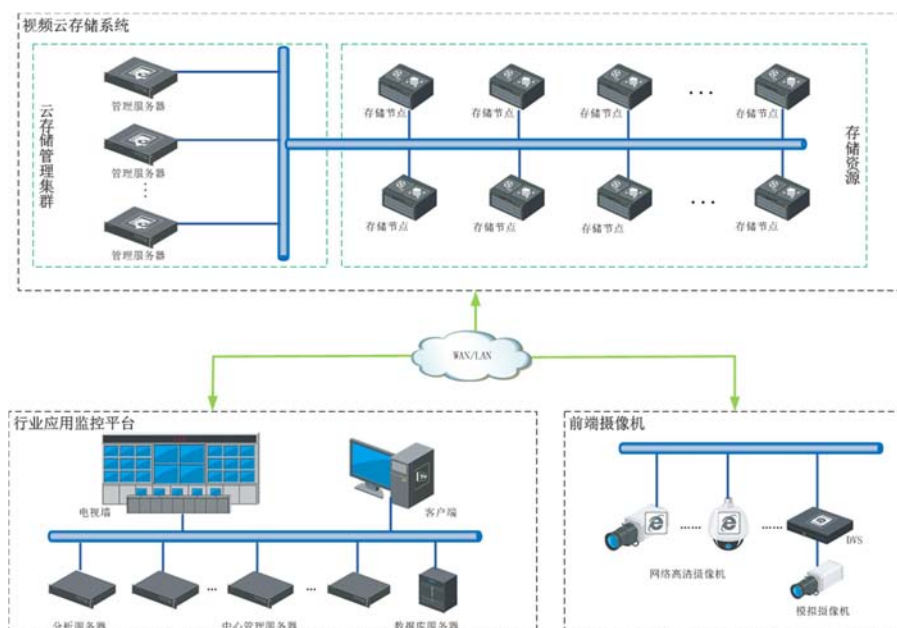 视频云存储系统
云存储管理集群
管理服务器
管理服务器
管理服务器
存储节点
存储节点
存储节点
存储节点
存储节点
存储节点
存储节点
存储节点
存储资源
WAN/LAN
行业应用监控平台
电视墙
客户端
分析服务器
中心管理服务器
数据库服务器
前端摄像机
网络高清摄像机
DVS
模拟摄像机